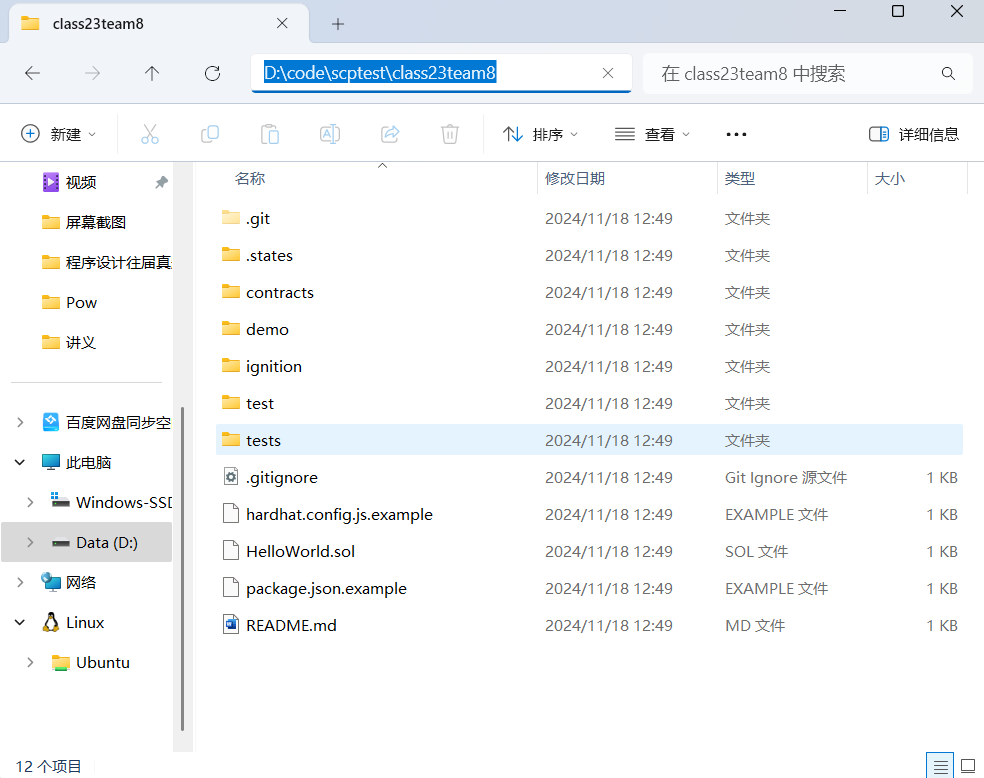 class23team8
D:\code\scptest\class23team8
在 class23team8 中搜索
新建
排序
查看
详细信息
视频
屏幕截图
程序设计往届真
Pow
讲义
百度网盘同步空
此电脑
Windows-SSD
Data (D:)
网络
Linux
Ubuntu
名称 修改日期 类型 大小
.git 2024/11/18 12:49 文件夹
.states 2024/11/18 12:49 文件夹
contracts 2024/11/18 12:49 文件夹
demo 2024/11/18 12:49 文件夹
ignition 2024/11/18 12:49 文件夹
test 2024/11/18 12:49 文件夹
tests 2024/11/18 12:49 文件夹
.gitignore 2024/11/18 12:49 Git Ignore 源文件 1 KB
hardhat.config.js.example 2024/11/18 12:49 EXAMPLE 文件 1 KB
HelloWorld.sol 2024/11/18 12:49 SOL 文件 1 KB
package.json.example 2024/11/18 12:49 EXAMPLE 文件 1 KB
README.md 2024/11/18 12:49 MD 文件 1 KB
12 个项目